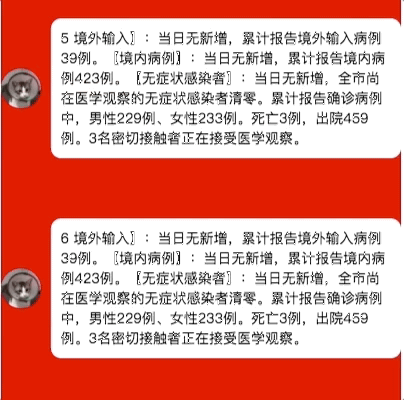 5 境外输入〗：当日无新增，累计报告境外输入病例
39例。〖境内病例〗：当日无新增，累计报告境内病
例423例。〖无症状感染者〗：当日无新增，全市尚
在医学观察的无症状感染者清零。累计报告确诊病例
中，男性229例、女性233例。死亡3例，出院459
例。3名密切接触者正在接受医学观察。
6 境外输入〗：当日无新增，累计报告境外输入病例
39例。〖境内病例〗：当日无新增，累计报告境内病
例423例。〖无症状感染者〗：当日无新增，全市尚
在医学观察的无症状感染者清零。累计报告确诊病例
中，男性229例、女性233例。死亡3例，出院459
例。3名密切接触者正在接受医学观察。